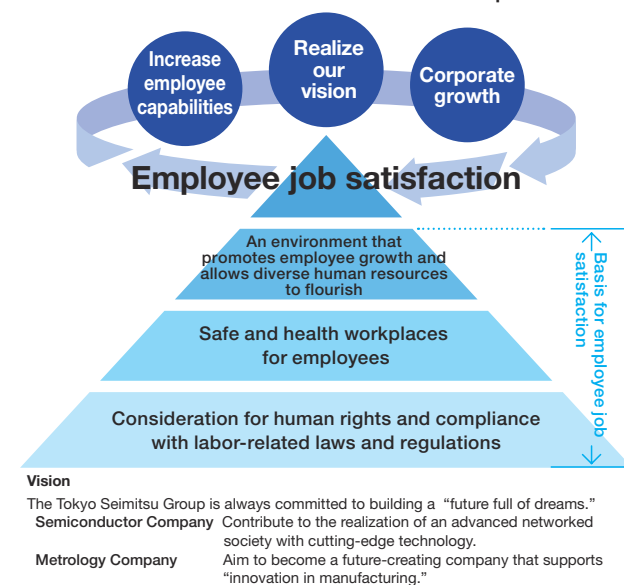 Increase
employee
capabilities
Realize
our
vision
Corporate
growth
Employee job satisfaction
An environment that
promotes employee growth and
allows diverse human resources
to flourish
Safe and health workplaces
for employees
Consideration for human rights and compliance
with labor-related laws and regulations
Basis for employee job
satisfaction
Vision
The Tokyo Seimitsu Group is always committed to building a “future full of dreams.”
Semiconductor Company Contribute to the realization of an advanced networked
society with cutting-edge technology.
Metrology Company Aim to become a future-creating company that supports
“innovation in manufacturing.”